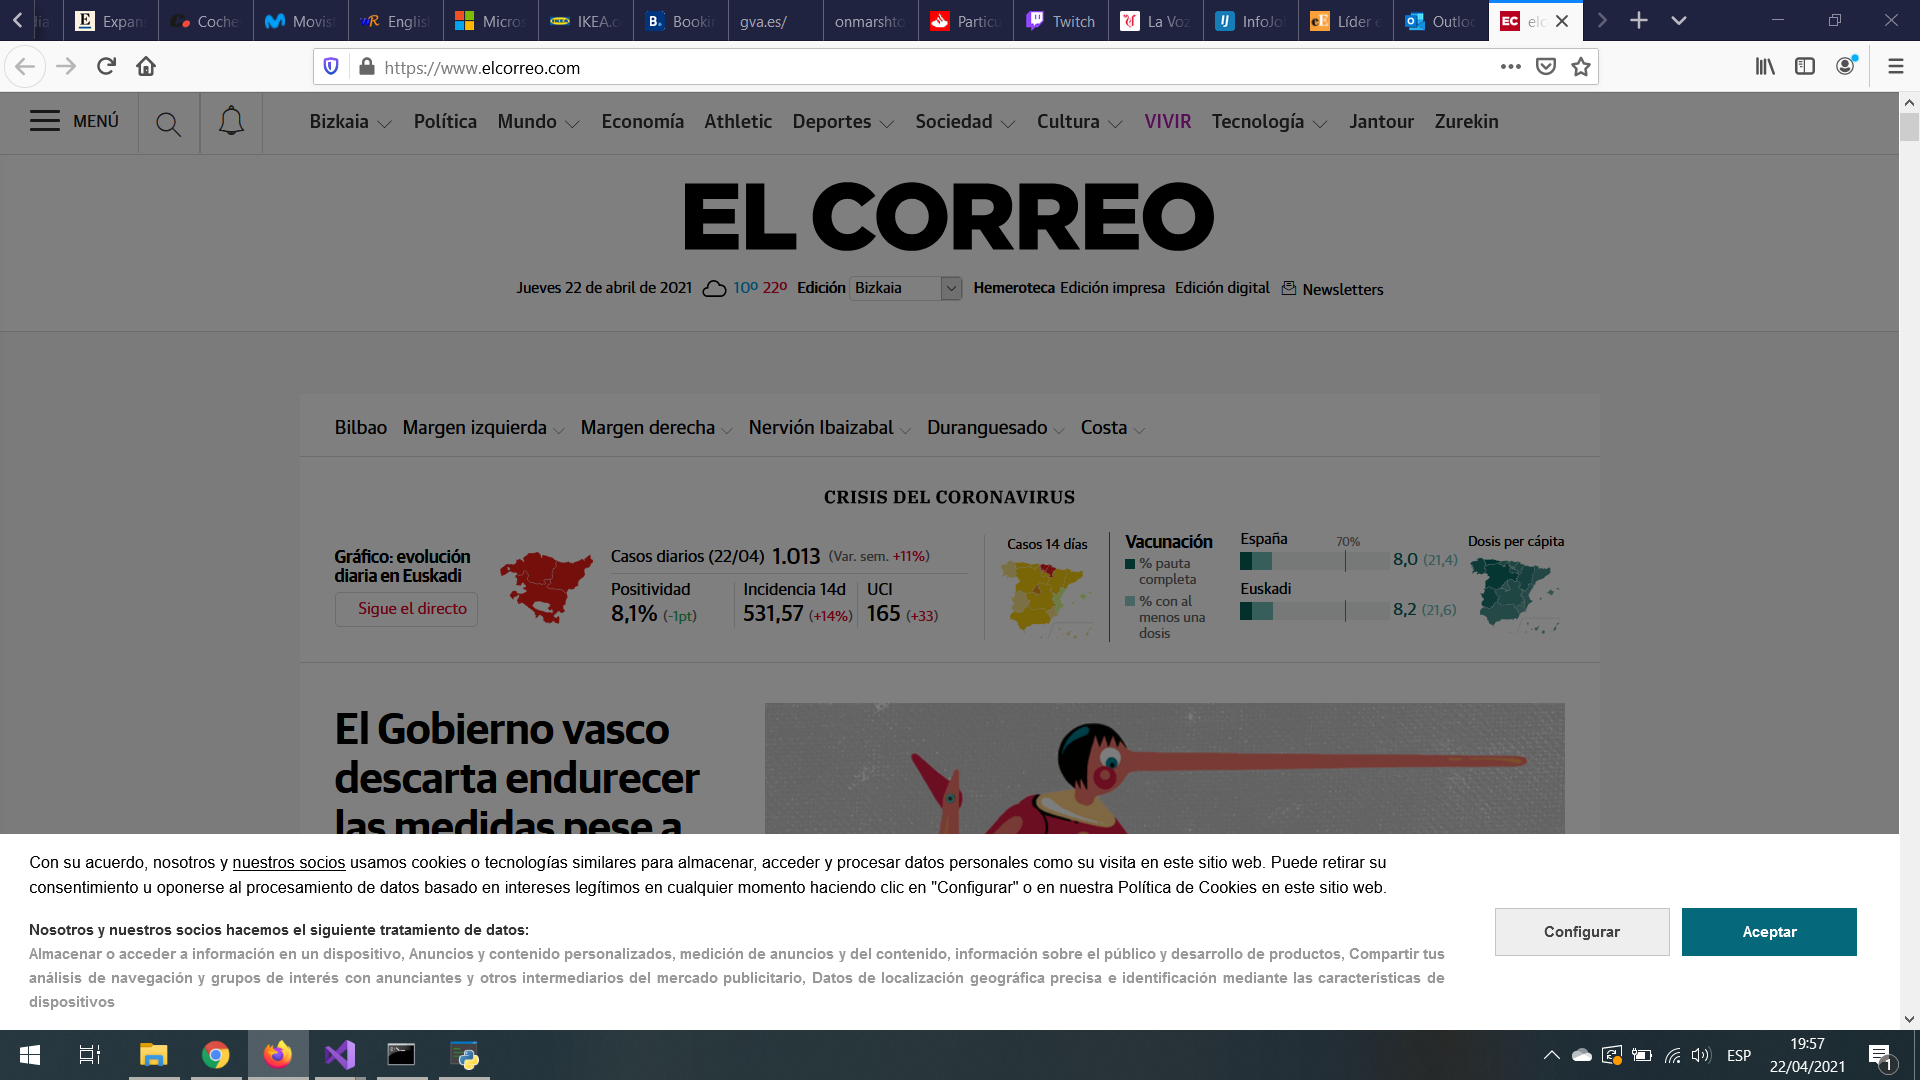 Expan
Coche
Movist
Englis
Micros
IKEA.c
Bookin
gva.es/
onmarshto
Particu
Twitch
La Voz
InfoJo
Líder e
Outloo
elco
https://www.elcorreo.com
MENÚ
Bizkaia Política Mundo Economía Athletic Deportes Sociedad Cultura VIVIR Tecnología Jantour Zurekin
EL CORREO
Jueves 22 de abril de 2021 10º 22º Edición Bizkaia Hemeroteca Edición impresa Edición digital Newsletters
Bilbao Margen izquierda Margen derecha Nervión Ibaizabal Duranguesado Costa
CRISIS DEL CORONAVIRUS
Gráfico: evolución
diaria en Euskadi
Sigue el directo
Casos diarios (22/04) 1.013 (Var. sem. +11%)
Positividad
8,1% (-1pt)
Incidencia 14d
531,57 (+14%)
UCI
165 (+33)
Casos 14 días
Vacunación
% pauta
completa
% con al
menos una
dosis
España
70%
8,0 (21,4)
Euskadi
8,2 (21,6)
Dosis per cápita
El Gobierno vasco
descarta endurecer
las medidas pese a
Con su acuerdo, nosotros y nuestros socios usamos cookies o tecnologías similares para almacenar, acceder y procesar datos personales como su visita en este sitio web. Puede retirar su
consentimiento u oponerse al procesamiento de datos basado en intereses legítimos en cualquier momento haciendo clic en "Configurar" o en nuestra Política de Cookies en este sitio web.
Nosotros y nuestros socios hacemos el siguiente tratamiento de datos:
Almacenar o acceder a información en un dispositivo, Anuncios y contenido personalizados, medición de anuncios y del contenido, información sobre el público y desarrollo de productos, Compartir tus
análisis de navegación y grupos de interés con anunciantes y otros intermediarios del mercado publicitario, Datos de localización geográfica precisa e identificación mediante las características de
dispositivos
Configurar
Aceptar
ESP
19:57
22/04/2021
1